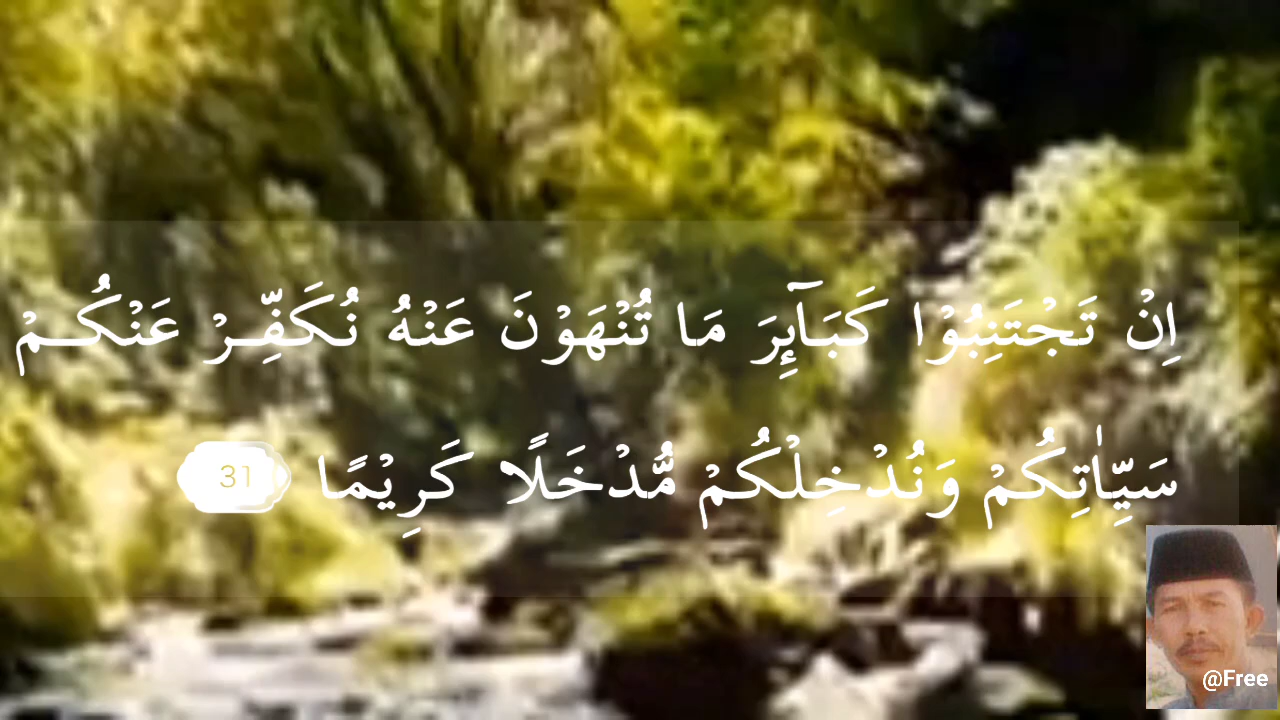 اِنْ تَجْتَنِبُوْا كَبَاۤىِٕرَ مَا تُنْهَوْنَ عَنْهُ نُكَفِّرْ عَنْكُمْ
سَيِّاٰتِكُمْ وَنُدْخِلْكُمْ مُّدْخَلًا كَرِيْمًا 31
@Free